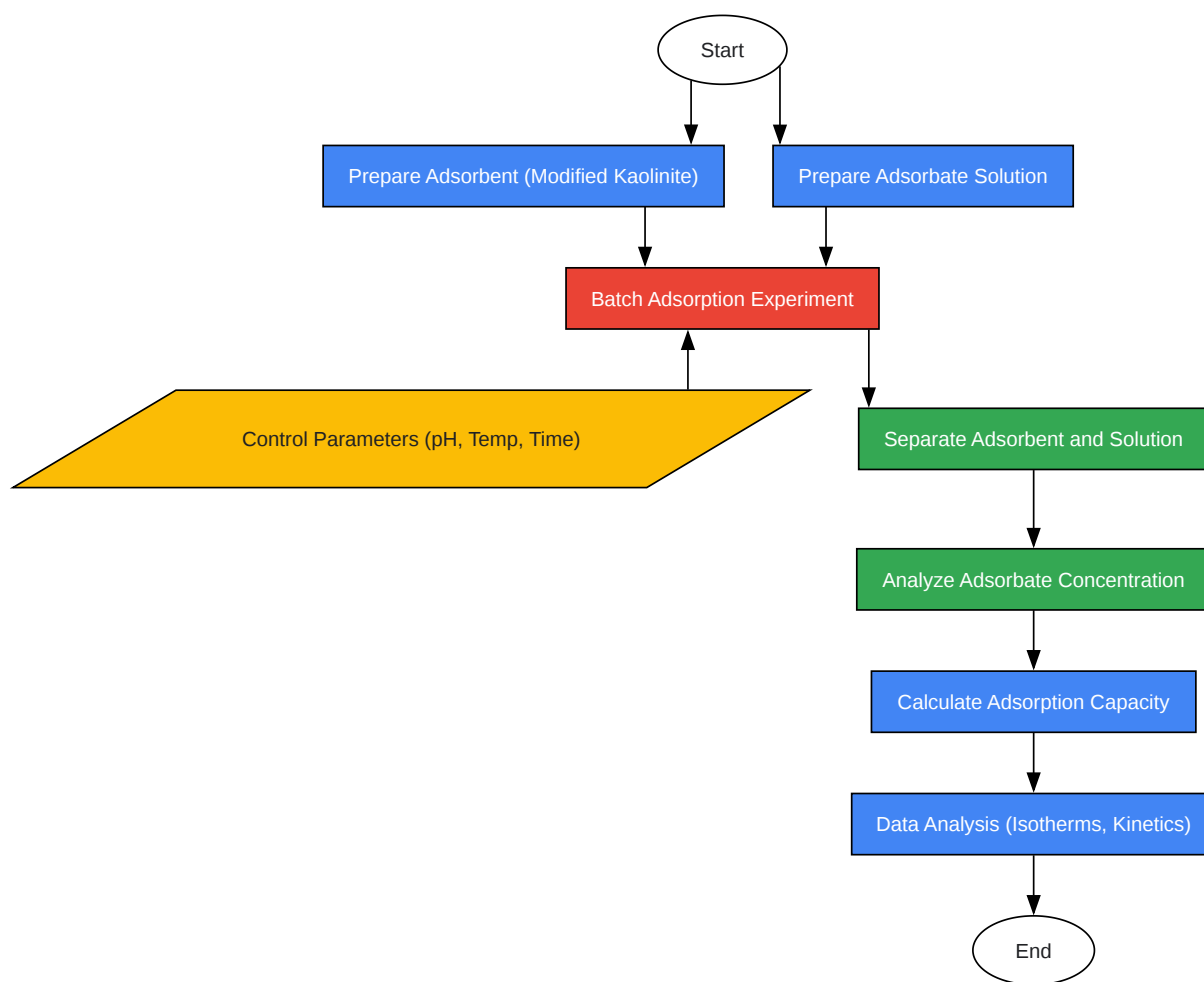 Start
Prepare Adsorbent (Modified Kaolinite)
Prepare Adsorbate Solution
Batch Adsorption Experiment
Control Parameters (pH, Temp, Time)
Separate Adsorbent and Solution
Analyze Adsorbate Concentration
Calculate Adsorption Capacity
Data Analysis (Isotherms, Kinetics)
End